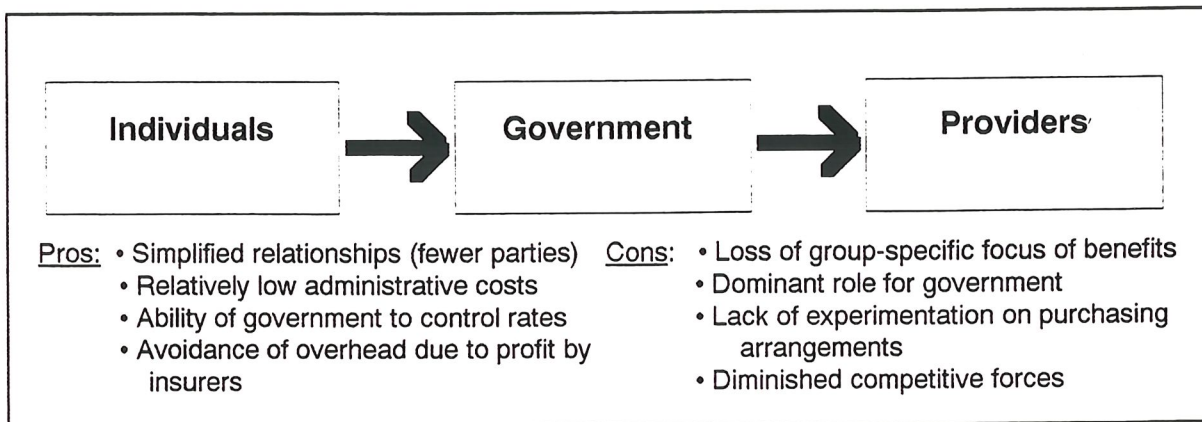 Individuals
Government
Providers
Pros: • Simplified relationships (fewer parties)
• Relatively low administrative costs
• Ability of government to control rates
• Avoidance of overhead due to profit by
insurers
Cons: • Loss of group-specific focus of benefits
• Dominant role for government
• Lack of experimentation on purchasing
arrangements
• Diminished competitive forces